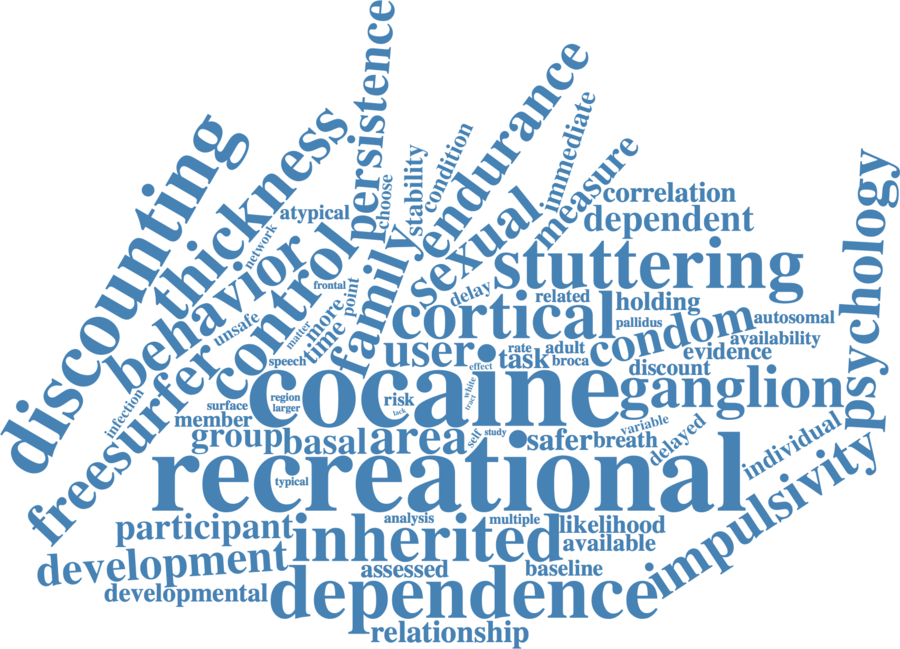 discounting
thickness
persistence
endurance
immediate
condition
stability
choose
measure
correlation
dependent
atypical
network
behavior
control
family
sexual
stuttering
psychology
frontal
point
delay
related
holding
freesurfer
unsafe
matter
more
time
cortical
pallidus
condom
autosomal
availability
speech
user
rate
task
adult
broca
evidence
effect
discount
infection
surface
member
region
larger
cocaine
risk
lack
white
tract
ganglion
group
basal
area
self
study
safer
breath
variable
delayed
individual
recreational
typical
impulsivity
participant
analysis
multiple
likelihood
inherited
available
development
assessed
baseline
developmental
dependence
relationship